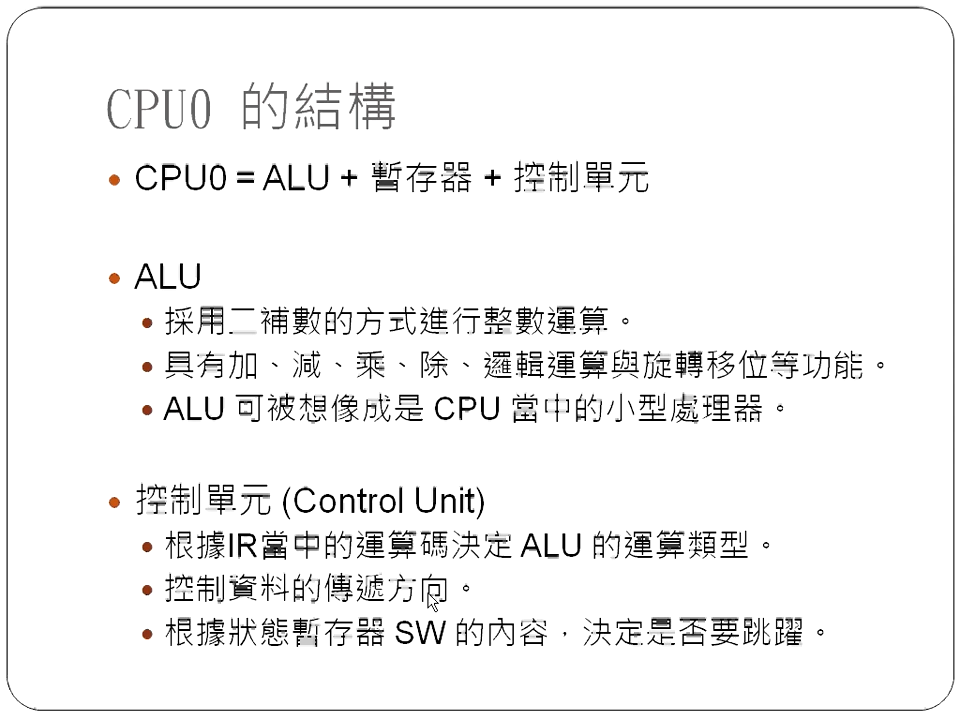 CPU0 的結構
• CPU0 = ALU + 暫存器 + 控制單元
• ALU
• 採用二補數的方式進行整數運算。
• 具有加、減、乘、除、邏輯運算與旋轉移位等功能。
• ALU 可被想像成是 CPU 當中的小型處理器。
• 控制單元 (Control Unit)
• 根據IR當中的運算碼決定 ALU 的運算類型。
• 控制資料的傳遞方向。
• 根據狀態暫存器 SW 的內容，決定是否要跳躍。